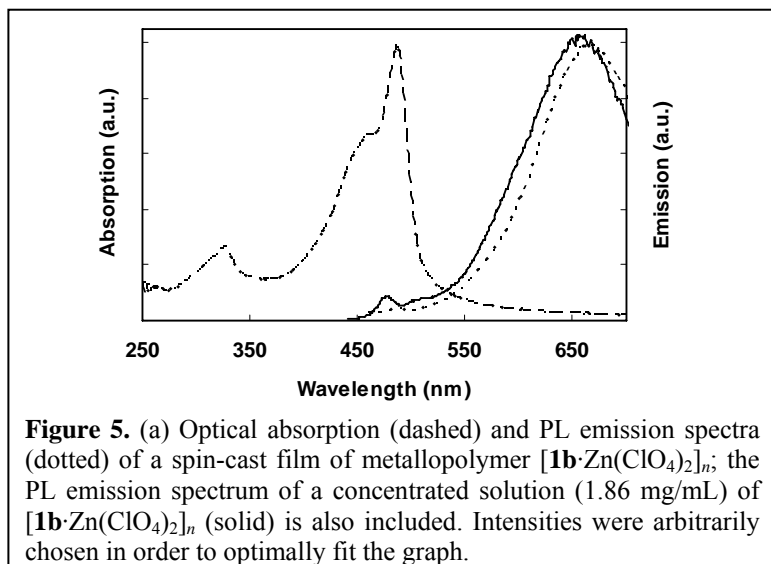 Absorption (a.u.)
Emission (a.u.)
250 350 450 550 650
Wavelength (nm)
Figure 5. (a) Optical absorption (dashed) and PL emission spectra
(dotted) of a spin-cast film of metallopolymer [1b·Zn(ClO4)2]n; the
PL emission spectrum of a concentrated solution (1.86 mg/mL) of
[1b·Zn(ClO4)2]n (solid) is also included. Intensities were arbitrarily
chosen in order to optimally fit the graph.